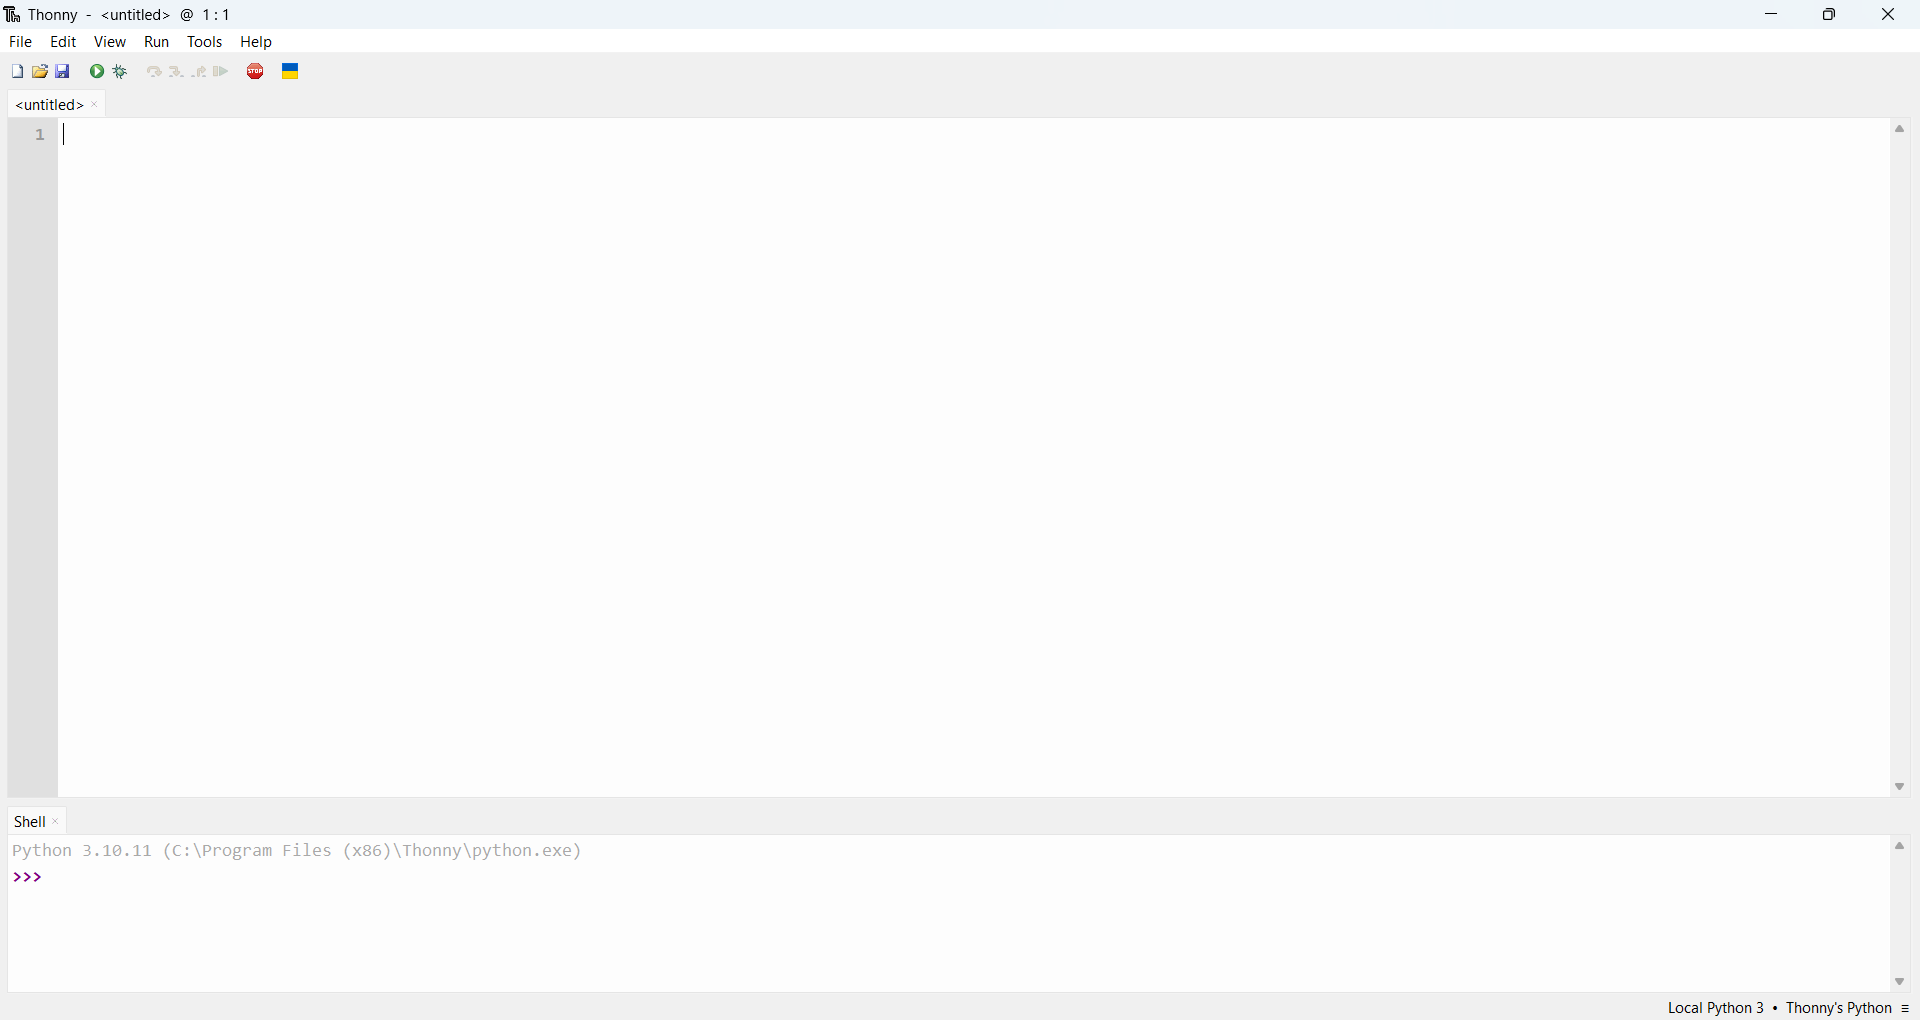 Thonny - <untitled> @ 1:1
File Edit View Run Tools Help
STOP
<untitled> ×
1
Shell ×
Python 3.10.11 (C:\Program Files (x86)\Thonny\python.exe)
>>>
Local Python 3 • Thonny's Python ≡